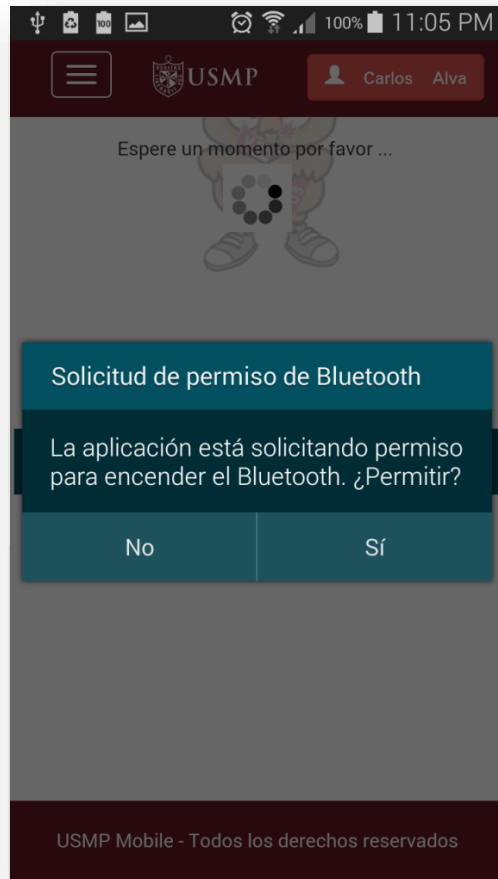 100 100% 11:05 PM
USMP Carlos Alva
Espere un momento por favor ...
Solicitud de permiso de Bluetooth
La aplicación está solicitando permiso
para encender el Bluetooth. ¿Permitir?
No Sí
USMP Mobile - Todos los derechos reservados